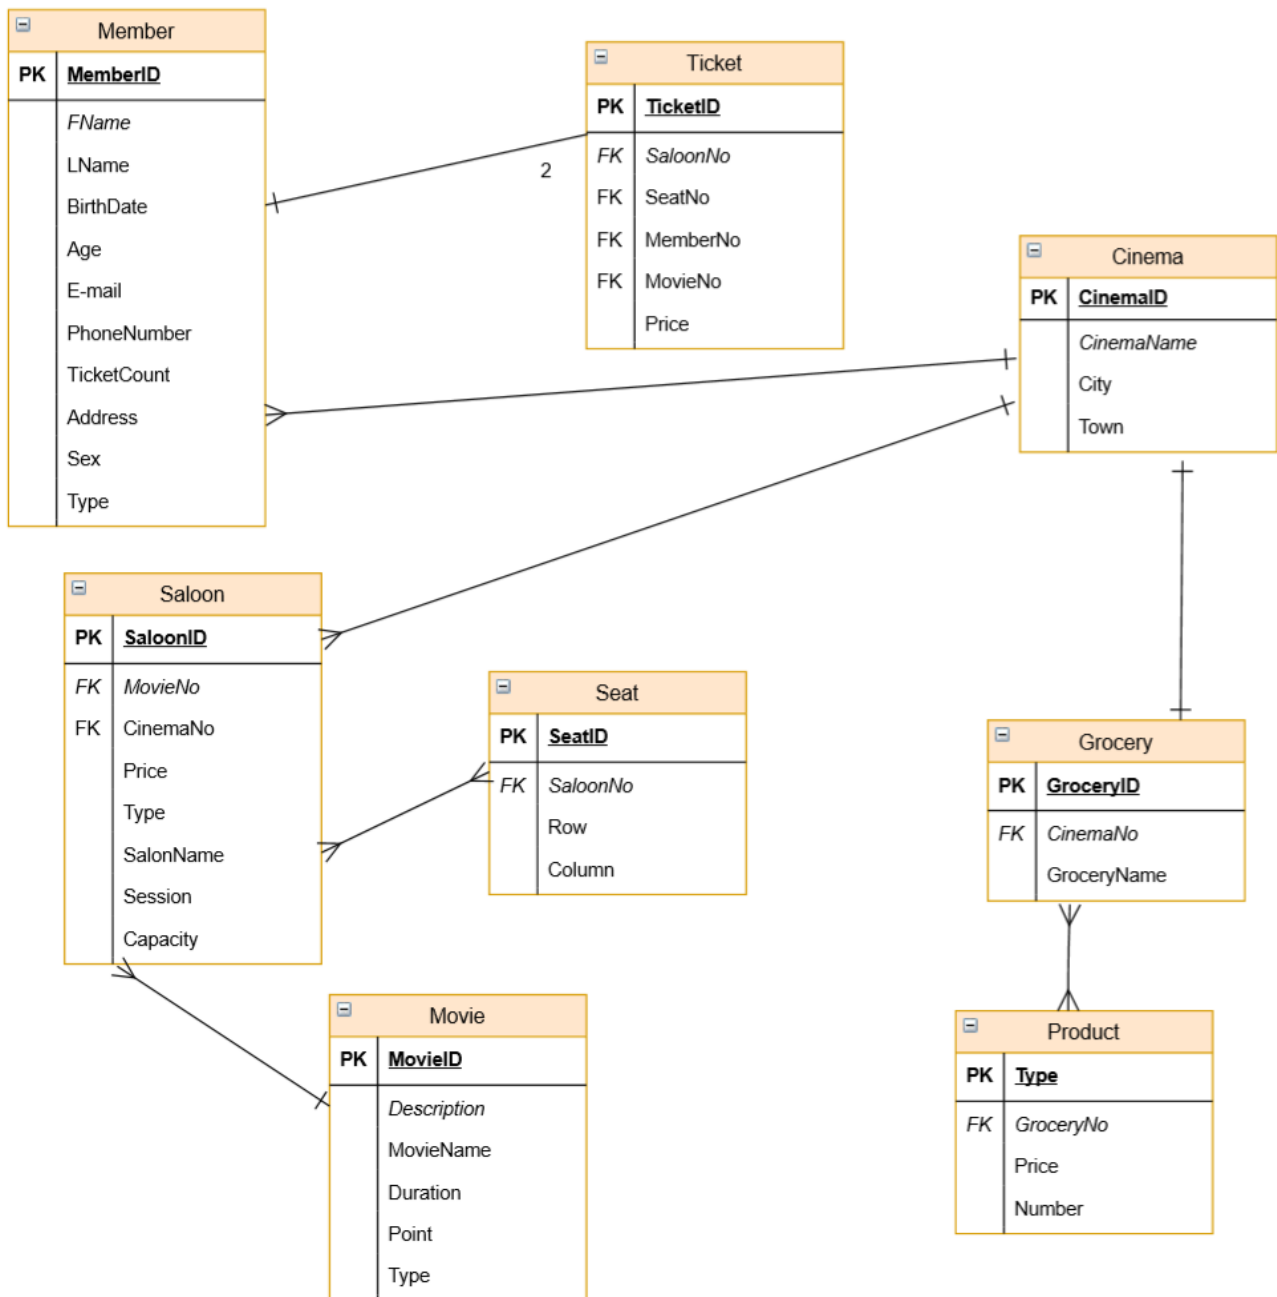 Member
PK MemberID
FName
LName
BirthDate
Age
E-mail
PhoneNumber
TicketCount
Address
Sex
Type
Ticket
PK TicketID
FK SaloonNo
FK SeatNo
FK MemberNo
FK MovieNo
Price
2
Cinema
PK CinemaID
CinemaName
City
Town
Saloon
PK SaloonID
FK MovieNo
FK CinemaNo
Price
Type
SalonName
Session
Capacity
Seat
PK SeatID
FK SaloonNo
Row
Column
Grocery
PK GroceryID
FK CinemaNo
GroceryName
Movie
PK MovieID
Description
MovieName
Duration
Point
Type
Product
PK Type
FK GroceryNo
Price
Number